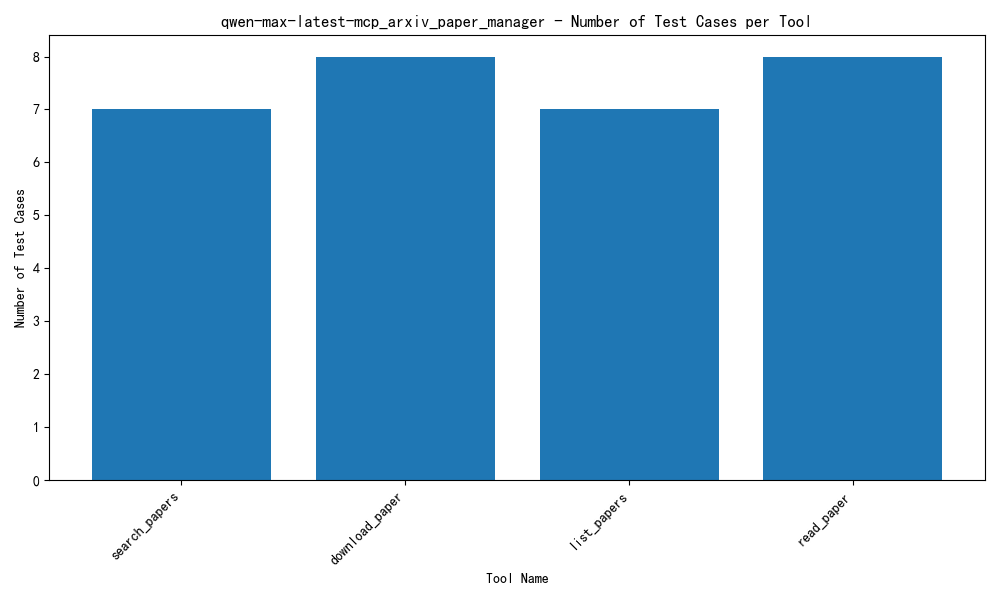 qwen-max-latest-mcp_arxiv_paper_manager - Number of Test Cases per Tool
Number of Test Cases
8
7
6
5
4
3
2
1
0
search_papers
download_paper
list_papers
read_paper
Tool Name